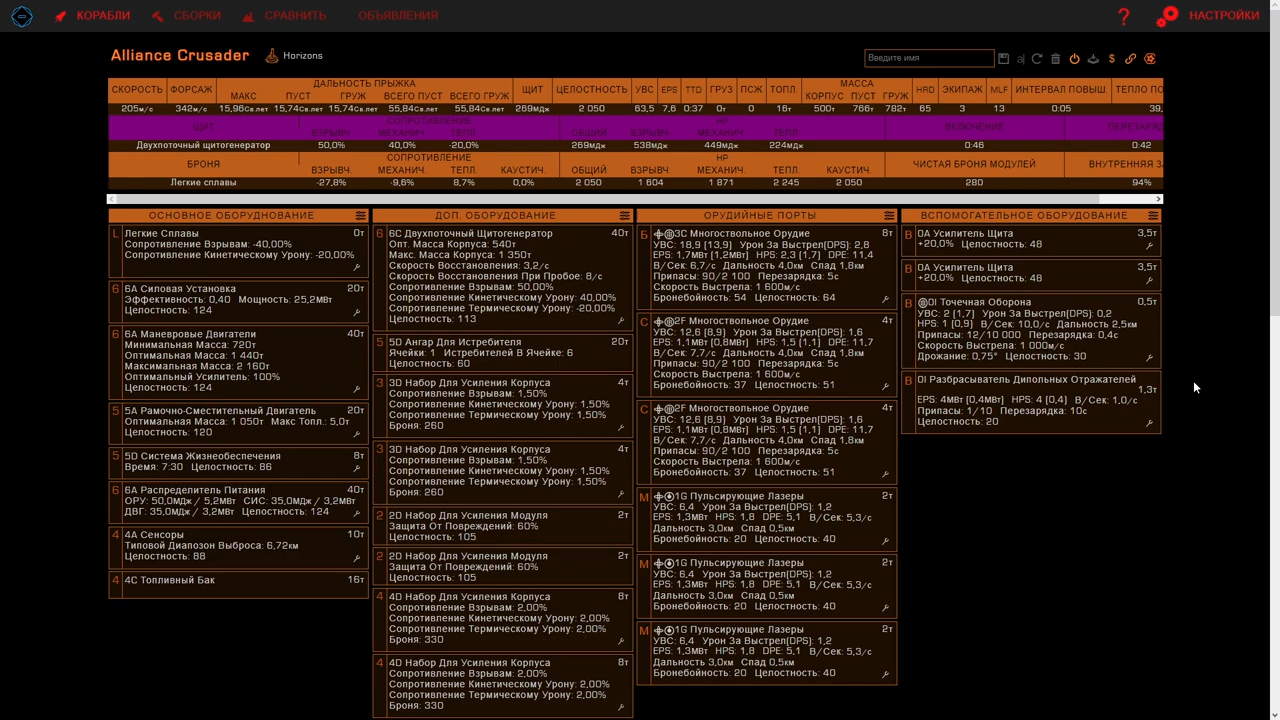 КОРАБЛИ СБОРКИ СРАВНИТЬ ОБЪЯВЛЕНИЯ ? НАСТРОЙКИ
Alliance Crusader Horizons Введите имя
СКОРОСТЬ ФОРСАЖ ДАЛЬНОСТЬ ПРЫЖКА ЩИТ ЦЕЛОСТНОСТЬ УВС EPS TTD ГРУЗ ПСЖ ТОПЛ. МАССА HRD ЭКИПАЖ MLF ИНТЕРВАЛ ПОВЫШ. ТЕПЛО ПО
МАКС ПУСТ ГРУЖ ВСЕГО ПУСТ ВСЕГО ГРУЖ КОРПУС ПУСТ ГРУЖ
205м/с 342м/с 15,96Св.лет 15,74Св.лет 15,74Св.лет 55,84Св.лет 55,84Св.лет 269мдж 2 050 63,5 7,6 0:37 0т 0т 16т 500т 766т 782т 65 3 13 0:05 39,
ЩИТ СОПРОТИВЛЕНИЕ HP ВКЛЮЧЕНИЕ ПЕРЕЗАРЯД
ВЗРЫВЧ. МЕХАНИЧ. ТЕПЛ. ОБЩИЙ ВЗРЫВЧ. МЕХАНИЧ. ТЕПЛ.
Двухпоточный щитогенератор 50,0% 40,0% -20,0% 269мдж 538мдж 449мдж 224мдж 0:46 0:42
БРОНЯ СОПРОТИВЛЕНИЕ HP ЧИСТАЯ БРОНЯ МОДУЛЕЙ ВНУТРЕННЯЯ ЗА
ВЗРЫВЧ. МЕХАНИЧ. ТЕПЛ. КАУСТИЧ. ОБЩИЙ ВЗРЫВЧ. МЕХАНИЧ. ТЕПЛ. КАУСТИЧ.
Легкие сплавы -27,8% -9,6% 8,7% 0,0% 2 050 1 604 1 871 2 245 2 050 280 94%
ОСНОВНОЕ ОБОРУДНОВАНИЕ
L Легкие Сплавы 0т
Сопротивление Взрывам: -40,00%
Сопротивление Кинетическому Урону: -20,00%
6 6A Силовая Установка 20т
Эффективность: 0,40 Мощность: 25,2МВт
Целостность: 124
6 6A Маневровые Двигатели 40т
Минимальная Масса: 720т
Оптимальная Масса: 1 440т
Максимальная Масса: 2 160т
Оптимальный Усилитель: 100%
Целостность: 124
5 5A Рамочно-Сместительный Двигатель 20т
Оптимальная Масса: 1 050т Макс Топл.: 5,0т
Целостность: 120
5 5D Система Жизнеобеспечения 8т
Время: 7:30 Целостность: 86
6 6A Распределитель Питания 40т
ОРУ: 50,0МДж / 5,2МВт СИС: 35,0МДж / 3,2МВт
ДВГ: 35,0МДж / 3,2МВт Целостность: 124
4 4A Сенсоры 10т
Типовой Диапазон Выброса: 6,72км
Целостность: 88
4 4C Топливный Бак 16т
ДОП. ОБОРУДОВАНИЕ
6 6C Двухпоточный Щитогенератор 40т
Опт. Масса Корпуса: 540т
Макс. Масса Корпуса: 1 350т
Скорость Восстановления: 3,2/с
Скорость Восстановления При Пробое: 8/с
Сопротивление Взрывам: 50,00%
Сопротивление Кинетическому Урону: 40,00%
Сопротивление Термическому Урону: -20,00%
Целостность: 113
5 5D Ангар Для Истребителя 20т
Ячейки: 1 Истребителей В Ячейке: 6
Целостность: 60
3 3D Набор Для Усиления Корпуса 4т
Сопротивление Взрывам: 1,50%
Сопротивление Кинетическому Урону: 1,50%
Сопротивление Термическому Урону: 1,50%
Броня: 260
3 3D Набор Для Усиления Корпуса 4т
Сопротивление Взрывам: 1,50%
Сопротивление Кинетическому Урону: 1,50%
Сопротивление Термическому Урону: 1,50%
Броня: 260
2 2D Набор Для Усиления Модуля 2т
Защита От Повреждений: 60%
Целостность: 105
2 2D Набор Для Усиления Модуля 2т
Защита От Повреждений: 60%
Целостность: 105
4 4D Набор Для Усиления Корпуса 8т
Сопротивление Взрывам: 2,00%
Сопротивление Кинетическому Урону: 2,00%
Сопротивление Термическому Урону: 2,00%
Броня: 330
4 4D Набор Для Усиления Корпуса 8т
Сопротивление Взрывам: 2,00%
Сопротивление Кинетическому Урону: 2,00%
Сопротивление Термическому Урону: 2,00%
Броня: 330
ОРУДИЙНЫЕ ПОРТЫ
Б 3C Многоствольное Орудие 8т
УВС: 18,9 [13,9] Урон За Выстрел(DPS): 2,8
EPS: 1,7МВт [1,2МВт] HPS: 2,3 [1,7] DPE: 11,4
В/Сек: 6,7/с Дальность 4,0км Спад 1,8км
Припасы: 90/2 100 Перезарядка: 5с
Скорость Выстрела: 1 600м/с
Бронебойность: 54 Целостность: 64
С 2F Многоствольное Орудие 4т
УВС: 12,6 [8,9] Урон За Выстрел(DPS): 1,6
EPS: 1,1МВт [0,8МВт] HPS: 1,5 [1,1] DPE: 11,7
В/Сек: 7,7/с Дальность 4,0км Спад 1,8км
Припасы: 90/2 100 Перезарядка: 5с
Скорость Выстрела: 1 600м/с
Бронебойность: 37 Целостность: 51
С 2F Многоствольное Орудие 4т
УВС: 12,6 [8,9] Урон За Выстрел(DPS): 1,6
EPS: 1,1МВт [0,8МВт] HPS: 1,5 [1,1] DPE: 11,7
В/Сек: 7,7/с Дальность 4,0км Спад 1,8км
Припасы: 90/2 100 Перезарядка: 5с
Скорость Выстрела: 1 600м/с
Бронебойность: 37 Целостность: 51
М 1G Пульсирующие Лазеры 2т
УВС: 6,4 Урон За Выстрел(DPS): 1,2
EPS: 1,3МВт HPS: 1,8 DPE: 5,1 В/Сек: 5,3/с
Дальность 3,0км Спад 0,5км
Бронебойность: 20 Целостность: 40
М 1G Пульсирующие Лазеры 2т
УВС: 6,4 Урон За Выстрел(DPS): 1,2
EPS: 1,3МВт HPS: 1,8 DPE: 5,1 В/Сек: 5,3/с
Дальность 3,0км Спад 0,5км
Бронебойность: 20 Целостность: 40
М 1G Пульсирующие Лазеры 2т
УВС: 6,4 Урон За Выстрел(DPS): 1,2
EPS: 1,3МВт HPS: 1,8 DPE: 5,1 В/Сек: 5,3/с
Дальность 3,0км Спад 0,5км
Бронебойность: 20 Целостность: 40
ВСПОМОГАТЕЛЬНОЕ ОБОРУДОВАНИЕ
В 0A Усилитель Щита 3,5т
+20,0% Целостность: 48
В 0A Усилитель Щита 3,5т
+20,0% Целостность: 48
В 0I Точечная Оборона 0,5т
УВС: 2 [1,7] Урон За Выстрел(DPS): 0,2
HPS: 1 [0,9] В/Сек: 10,0/с Дальность 2,5км
Припасы: 12/10 000 Перезарядка: 0,4с
Скорость Выстрела: 1 000м/с
Дрожание: 0,75° Целостность: 30
В 0I Разбрасыватель Дипольных Отражателей 1,3т
EPS: 4МВт [0,4МВт] HPS: 4 [0,4] В/Сек: 1,0/с
Припасы: 1/10 Перезарядка: 10с
Целостность: 20